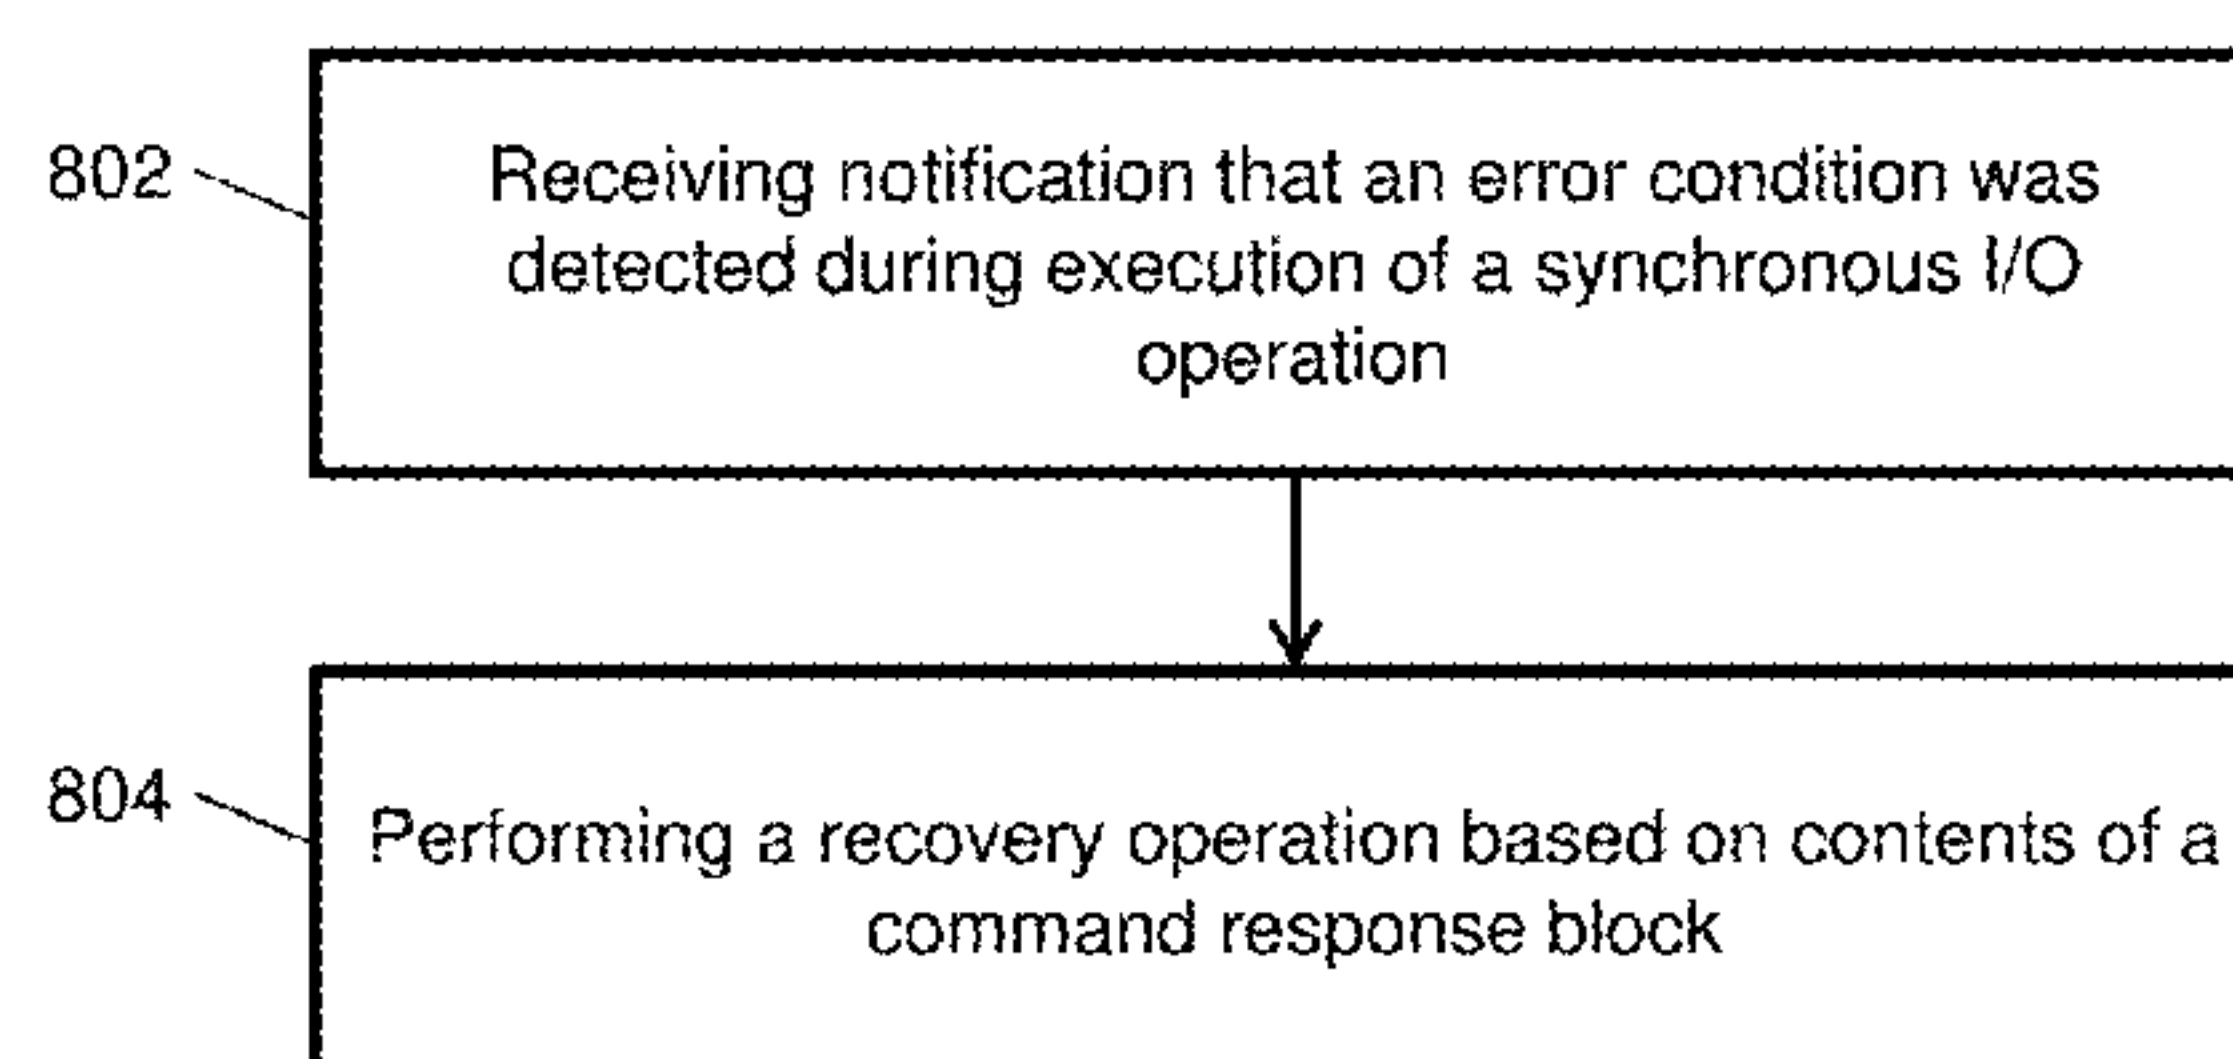 802
Receiving notification that an error condition was
detected during execution of a synchronous I/O
operation
804
Performing a recovery operation based on contents of a
command response block